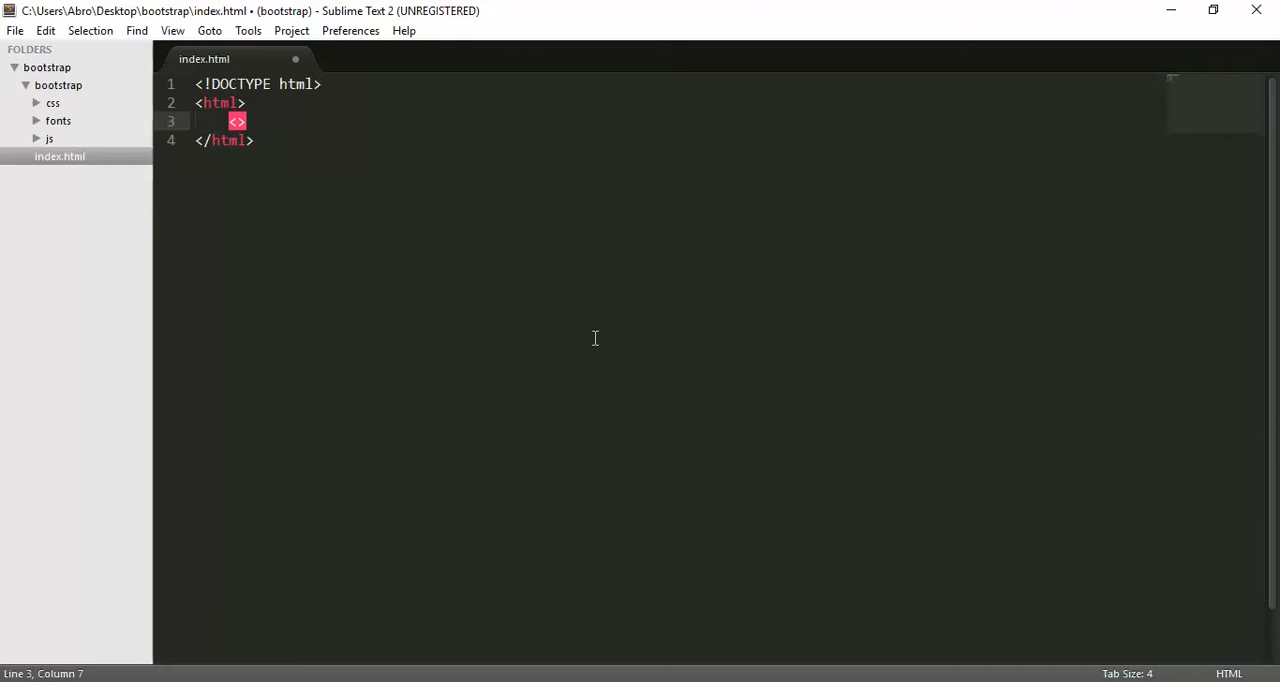 C:\Users\Abro\Desktop\bootstrap\index.html • (bootstrap) - Sublime Text 2 (UNREGISTERED)
File Edit Selection Find View Goto Tools Project Preferences Help
FOLDERS
bootstrap
bootstrap
css
fonts
js
index.html
index.html
1 <!DOCTYPE html>
2 <html>
3 <>
4 </html>
Line 3, Column 7
Tab Size: 4
HTML